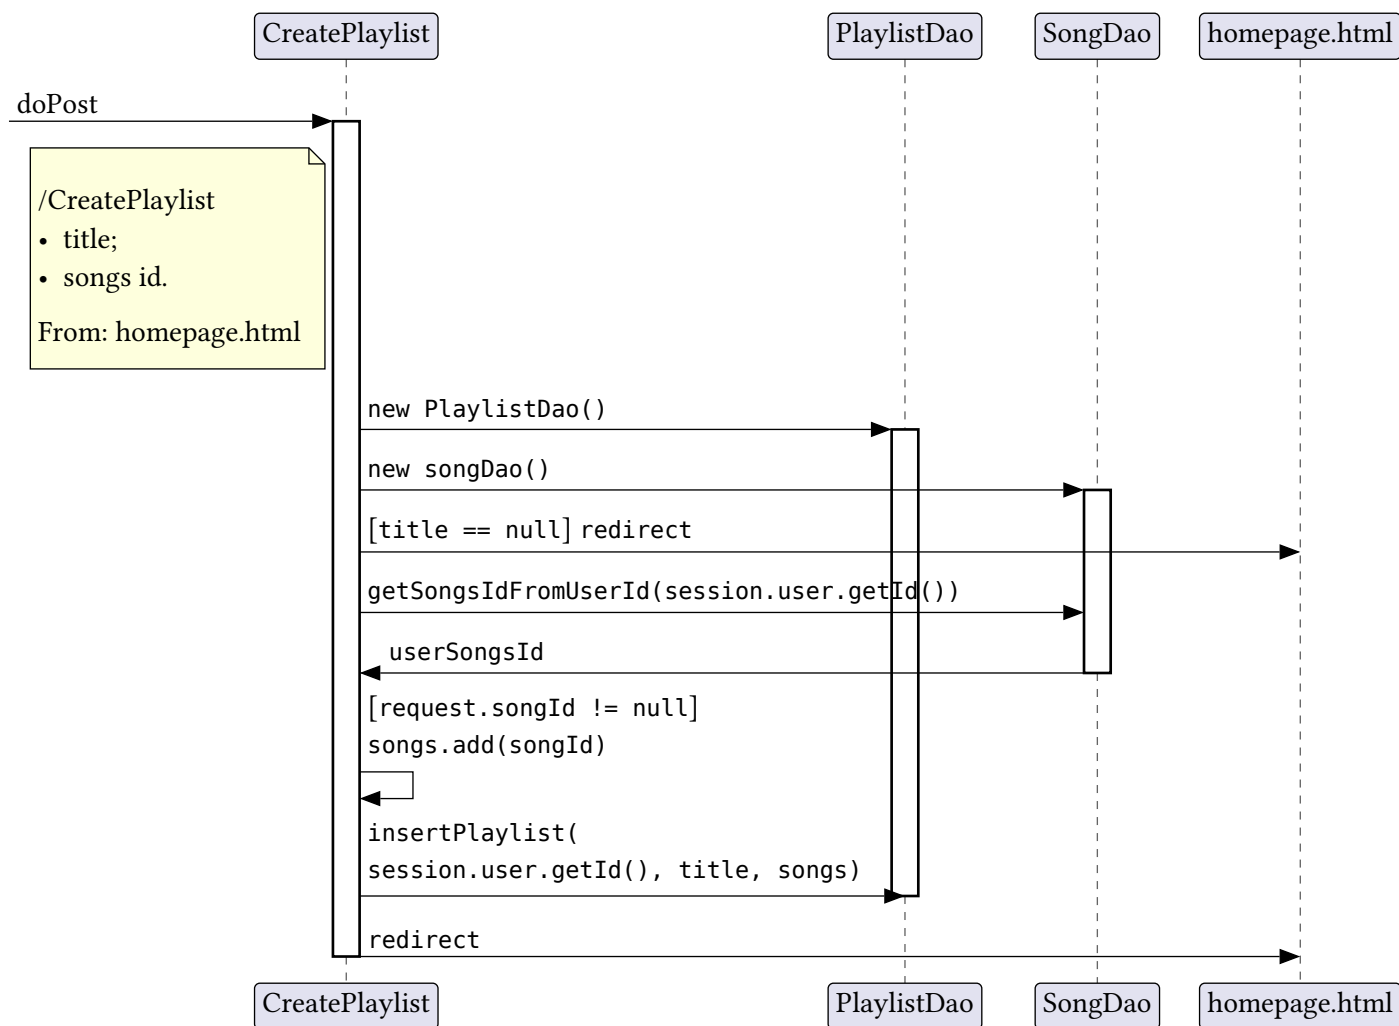 CreatePlaylist PlaylistDao SongDao homepage.html
doPost
/CreatePlaylist
• title;
• songs id.
From: homepage.html
new PlaylistDao()
new songDao()
[title == null] redirect
getSongsIdFromUserId(session.user.getId())
userSongsId
[request.songId != null]
songs.add(songId)
insertPlaylist(
session.user.getId(), title, songs)
redirect
CreatePlaylist PlaylistDao SongDao homepage.html